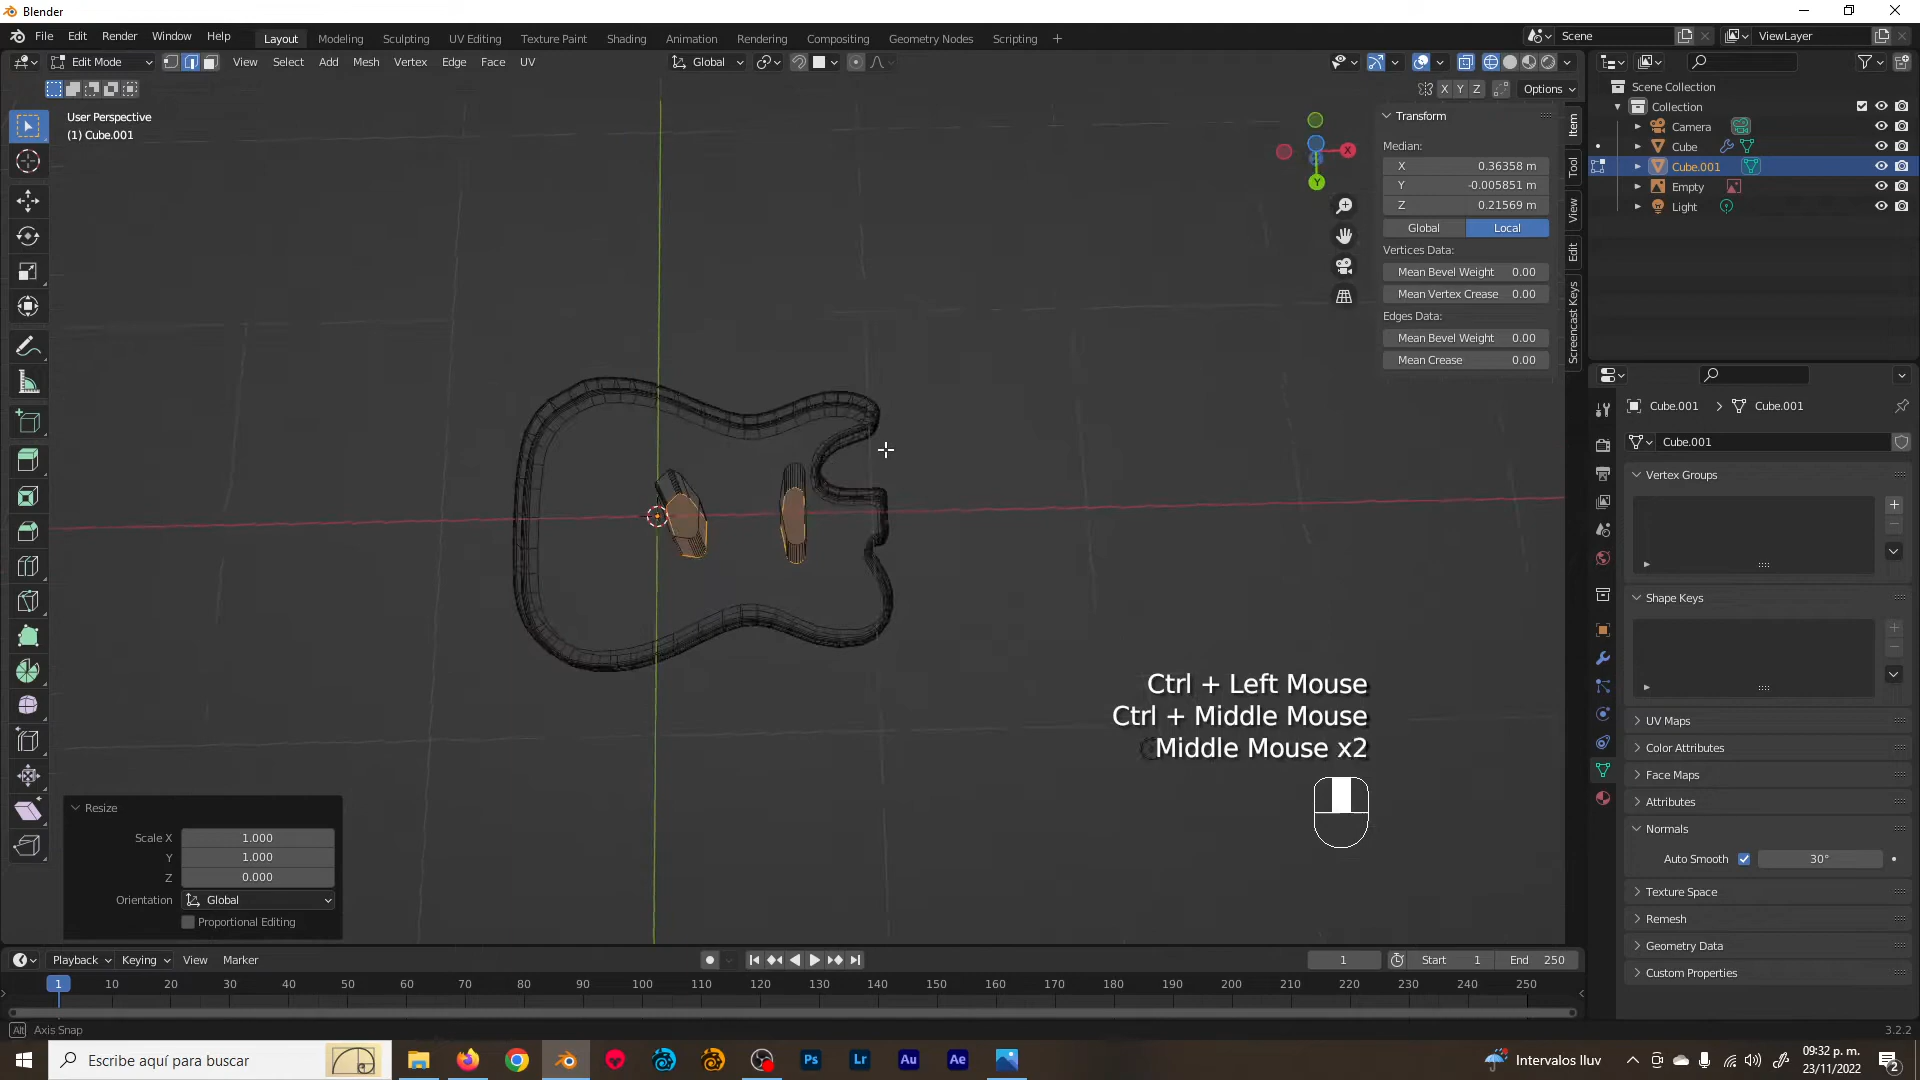 Blender
File Edit Render Window Help
Layout Modeling Sculpting UV Editing Texture Paint Shading Animation Rendering Compositing Geometry Nodes Scripting +
Scene
ViewLayer
Edit Mode
View Select Add Mesh Vertex Edge Face UV
Global
X Y Z
Options
User Perspective
(1) Cube.001
X
Y
Transform
Median:
X 0.36358 m
Y -0.005851 m
Z 0.21569 m
Global Local
Vertices Data:
Mean Bevel Weight 0.00
Mean Vertex Crease 0.00
Edges Data:
Mean Bevel Weight 0.00
Mean Crease 0.00
Item
Tool
View
Edit
Screencast Keys
Scene Collection
Collection
Camera
Cube
Cube.001
Empty
Light
Cube.001 > Cube.001
Cube.001
Vertex Groups
Shape Keys
UV Maps
Color Attributes
Face Maps
Attributes
Normals
Auto Smooth 30°
Texture Space
Remesh
Geometry Data
Custom Properties
Ctrl + Left Mouse
Ctrl + Middle Mouse
Middle Mouse x2
Resize
Scale X 1.000
Y 1.000
Z 0.000
Orientation Global
Proportional Editing
Playback Keying View Marker
1 Start 1 End 250
1 10 20 30 40 50 60 70 80 90 100 110 120 130 140 150 160 170 180 190 200 210 220 230 240 250
Alt Axis Snap
3.2.2
Escribe aquí para buscar
Ps Lr Au Ae
Intervalos lluv
09:32 p. m.
23/11/2022
2